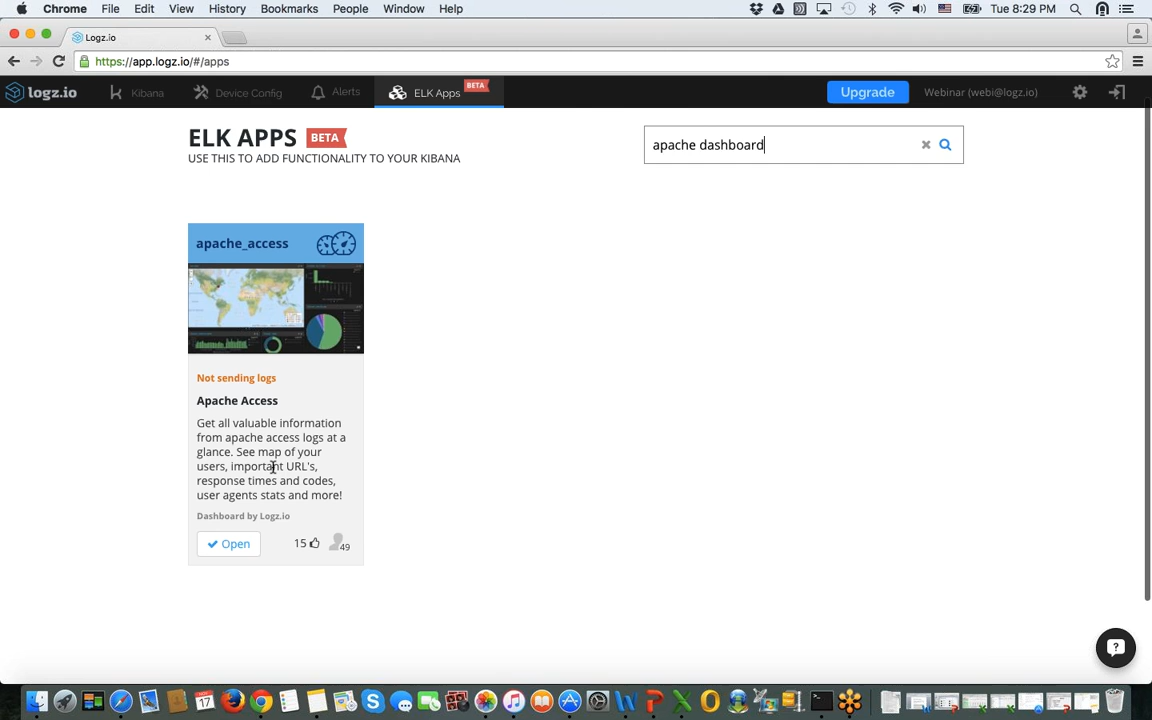 Chrome File Edit View History Bookmarks People Window Help Tue 8:29 PM
Logz.io
https://app.logz.io/#/apps
logz.io Kibana Device Config Alerts ELK Apps BETA Upgrade Webinar (webi@logz.io)
ELK APPS BETA
USE THIS TO ADD FUNCTIONALITY TO YOUR KIBANA
apache dashboard
apache_access
Not sending logs
Apache Access
Get all valuable information
from apache access logs at a
glance. See map of your
users, important URL's,
response times and codes,
user agents stats and more!
Dashboard by Logz.io
Open 15 49
17